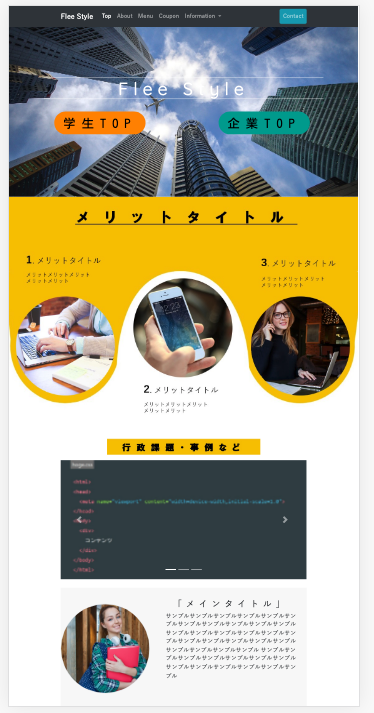 Flee Style Top About Menu Coupon Information Contact
Flee Style
学生TOP 企業TOP
メリットタイトル
1. メリットタイトル
メリットメリットメリット
メリットメリット
3. メリットタイトル
メリットメリットメリット
メリットメリット
2. メリットタイトル
メリットメリットメリット
メリットメリット
行政課題・事例など
<html>
<head>
<meta name="viewport" content="width=device-width, initial-scale=1.0">
</head>
<body>
<div>
コンテンツ
</div>
</body>
</html>
「メインタイトル」
サンプルサンプルサンプルサンプルサンプルサン
プルサンプルサンプルサンプルサンプルサンプル
サンプルサンプルサンプルサンプルサンプルサン
プルサンプルサンプルサンプルサンプルサンプル
サンプルサンプルサンプルサンプル サンプルサン
プルサンプルサンプルサンプルサンプルサンプル
サンプルサンプルサンプルサンプルサンプルサン
プル